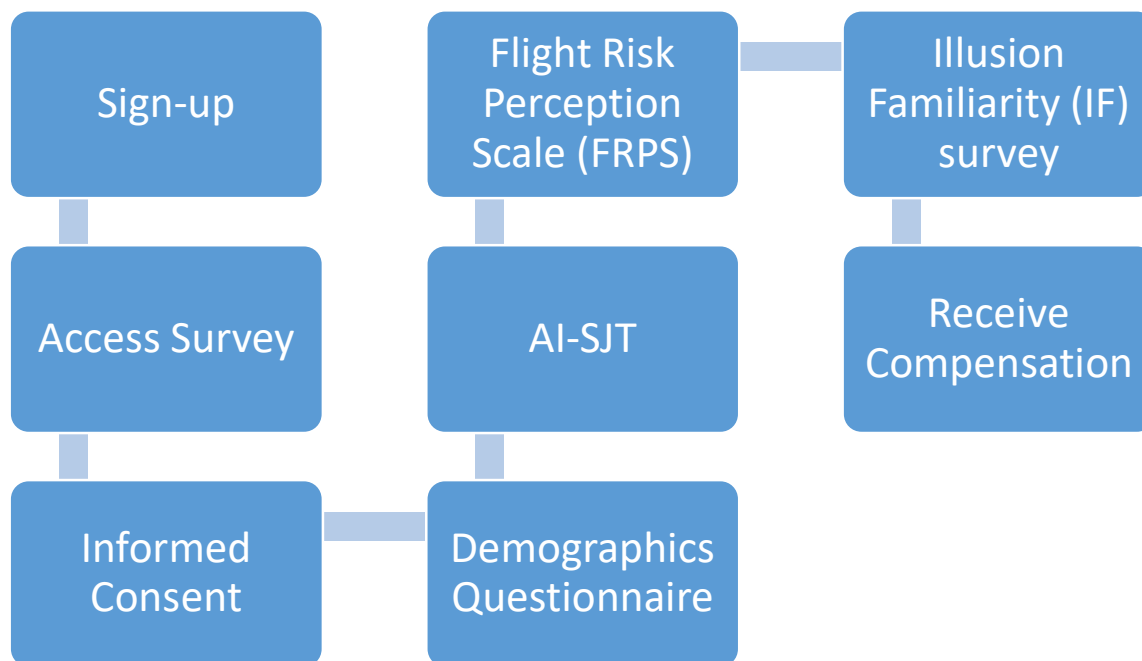 Sign-up
Access Survey
Informed
Consent
Demographics
Questionnaire
AI-SJT
Flight Risk
Perception
Scale (FRPS)
Illusion
Familiarity (IF)
survey
Receive
Compensation